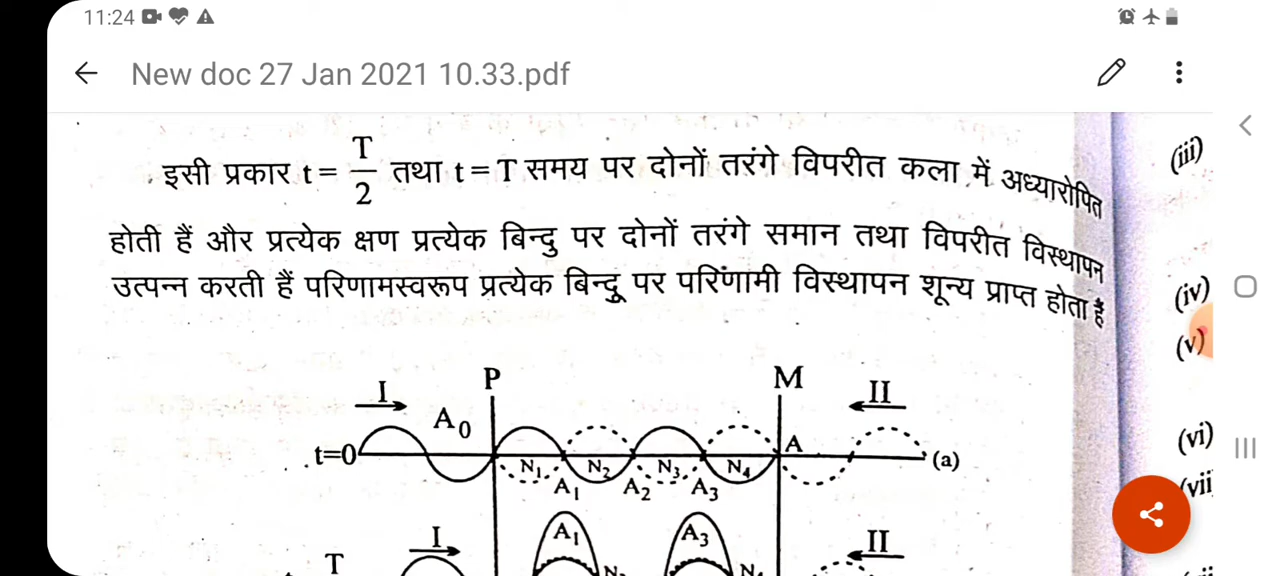 11:24
New doc 27 Jan 2021 10.33.pdf
इसी प्रकार t = T/2 तथा t = T समय पर दोनों तरंगे विपरीत कला में अध्यारोपित
होती हैं और प्रत्येक क्षण प्रत्येक बिन्दु पर दोनों तरंगे समान तथा विपरीत विस्थापन
उत्पन्न करती हैं परिणामस्वरूप प्रत्येक बिन्दु पर परिणामी विस्थापन शून्य प्राप्त होता है
(iii)
(iv)
(v)
(vi)
(vii
P M
I A0 II
t=0 A (a)
N1 N2 N3 N4
A1 A2 A3
A1 A3
I II
T